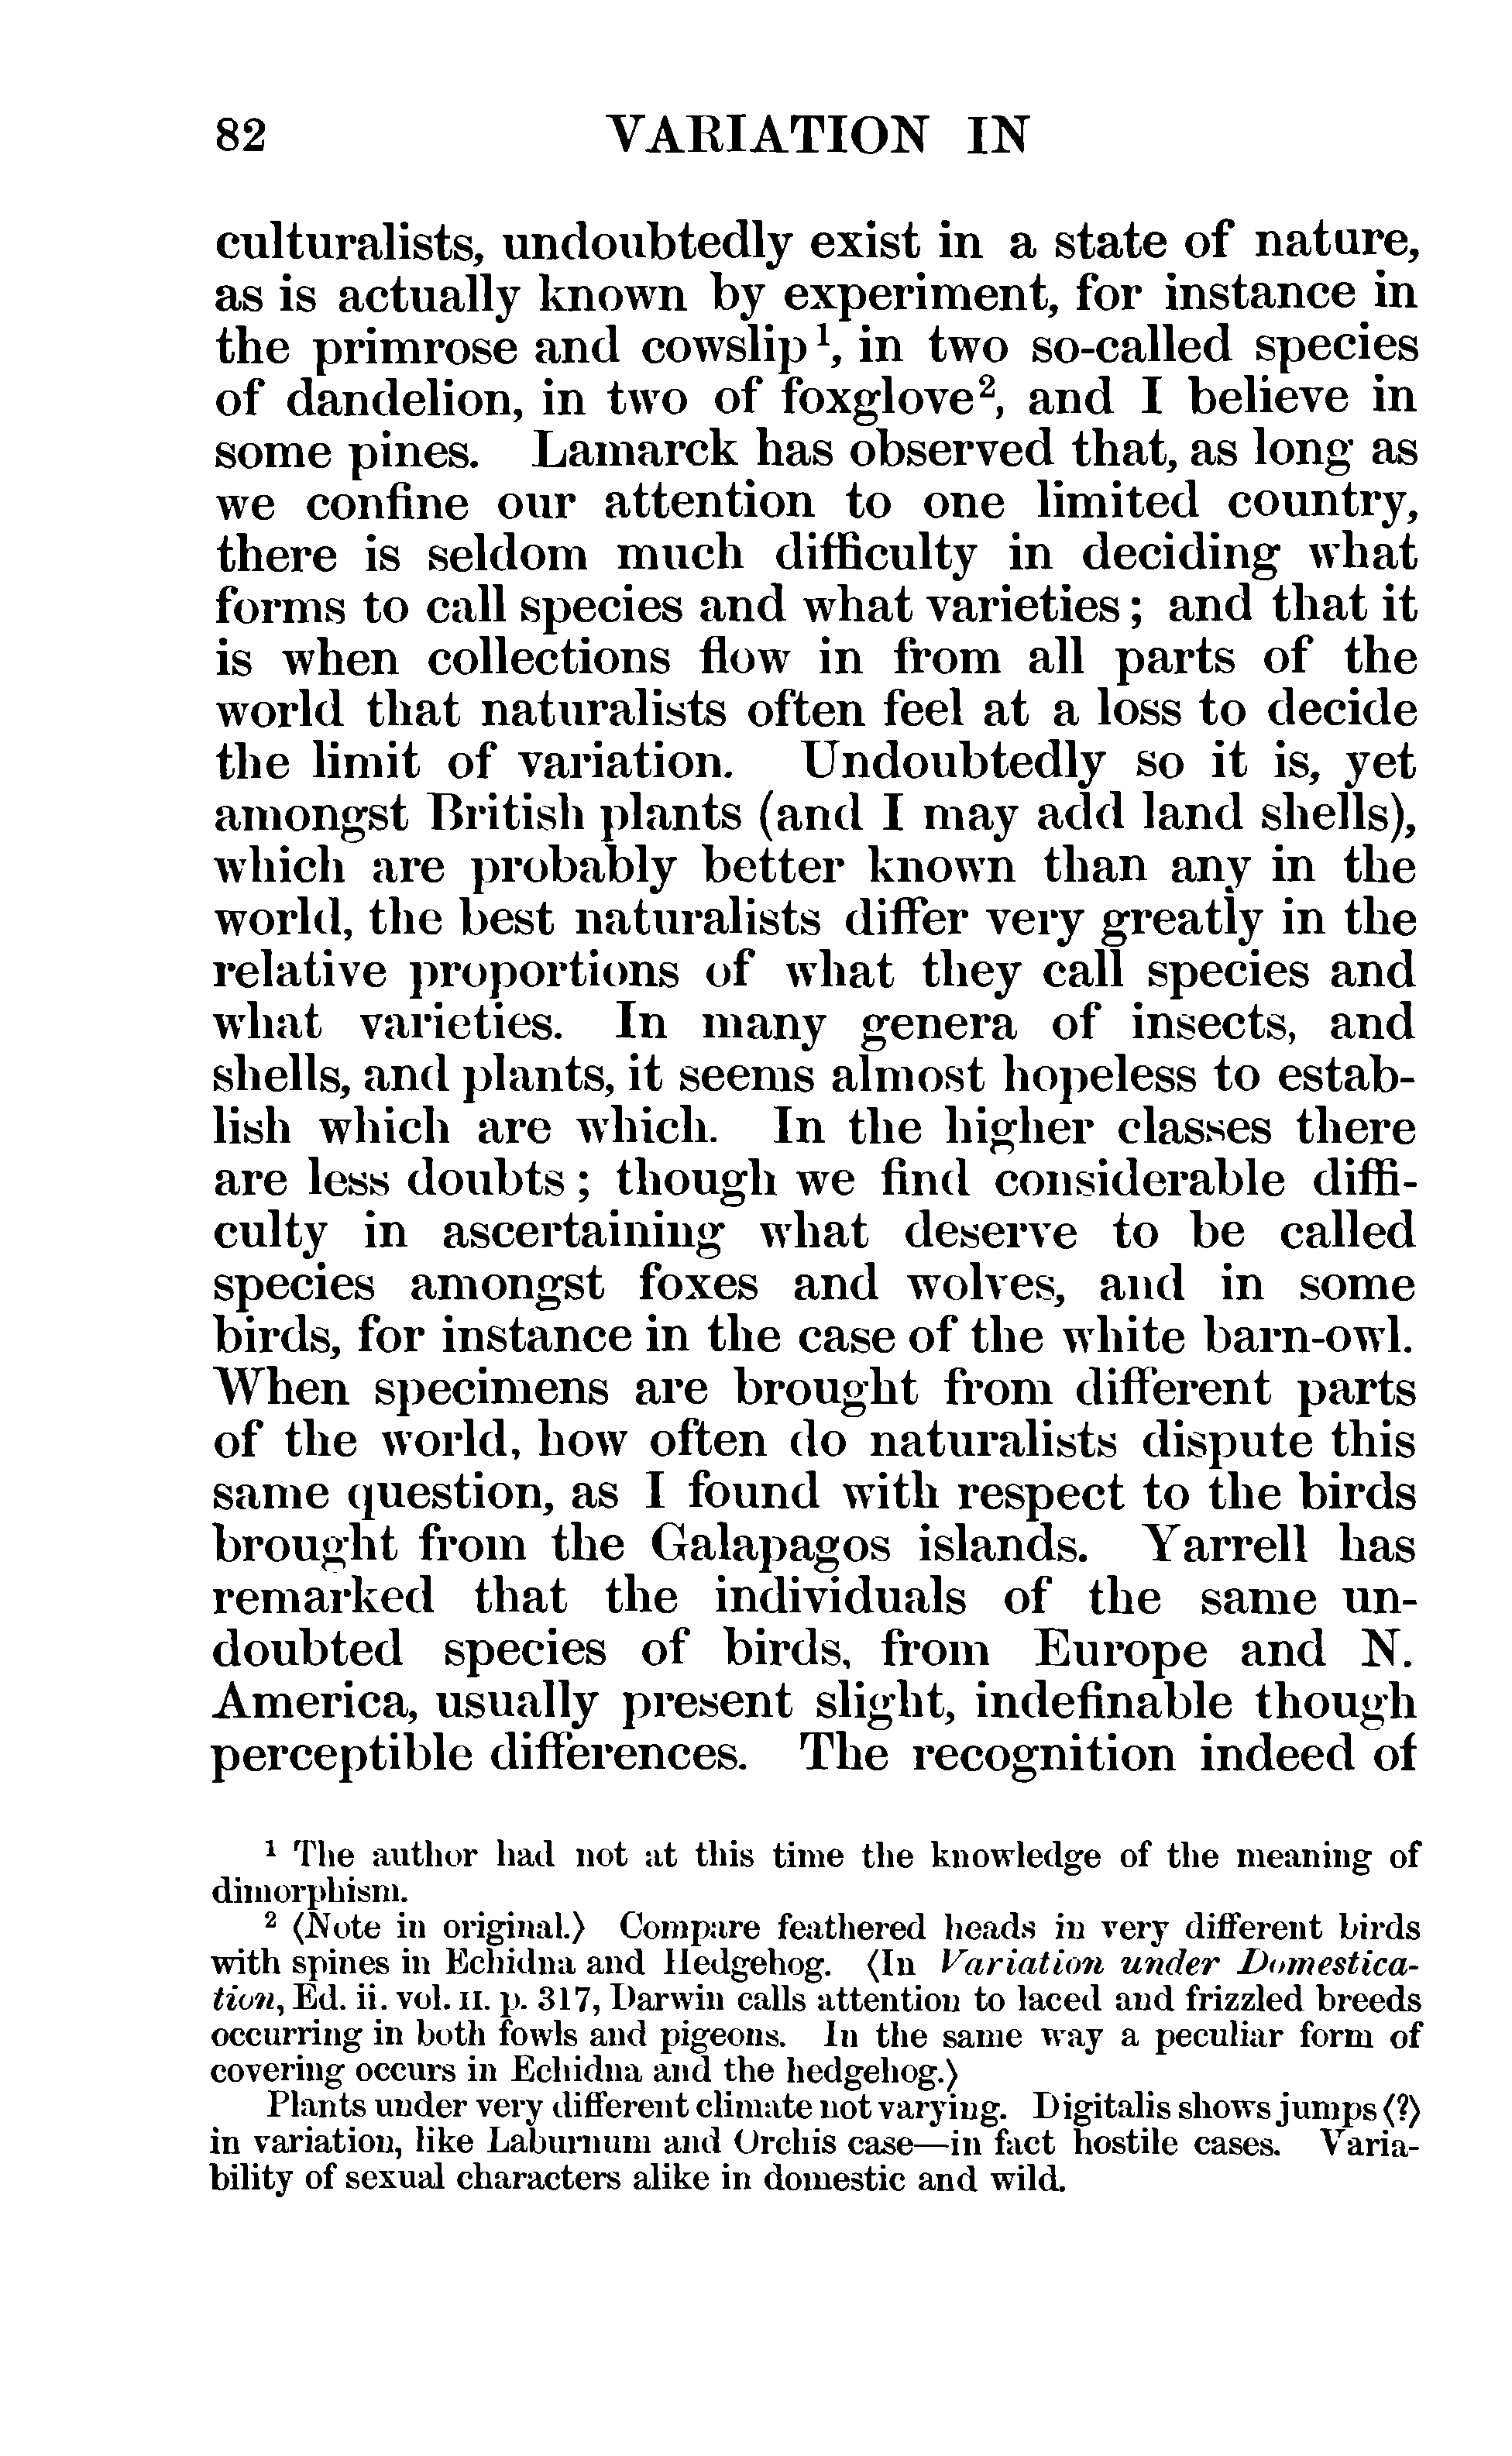 82 VARIATION IN
culturalists, undoubtedly exist in a state of nature,
as is actually known by experiment, for instance in
the primrose and cowslip¹, in two so-called species
of dandelion, in two of foxglove², and I believe in
some pines. Lamarck has observed that, as long as
we confine our attention to one limited country,
there is seldom much difficulty in deciding what
forms to call species and what varieties; and that it
is when collections flow in from all parts of the
world that naturalists often feel at a loss to decide
the limit of variation. Undoubtedly so it is, yet
amongst British plants (and I may add land shells),
which are probably better known than any in the
world, the best naturalists differ very greatly in the
relative proportions of what they call species and
what varieties. In many genera of insects, and
shells, and plants, it seems almost hopeless to estab-
lish which are which. In the higher classes there
are less doubts; though we find considerable diffi-
culty in ascertaining what deserve to be called
species amongst foxes and wolves, and in some
birds, for instance in the case of the white barn-owl.
When specimens are brought from different parts
of the world, how often do naturalists dispute this
same question, as I found with respect to the birds
brought from the Galapagos islands. Yarrell has
remarked that the individuals of the same un-
doubted species of birds, from Europe and N.
America, usually present slight, indefinable though
perceptible differences. The recognition indeed of
¹ The author had not at this time the knowledge of the meaning of
dimorphism.
² ⟨Note in original.⟩ Compare feathered heads in very different birds
with spines in Echidna and Hedgehog. ⟨In Variation under Domestica-
tion, Ed. ii. vol. II. p. 317, Darwin calls attention to laced and frizzled breeds
occurring in both fowls and pigeons. In the same way a peculiar form of
covering occurs in Echidna and the hedgehog.⟩
Plants under very different climate not varying. Digitalis shows jumps ⟨?⟩
in variation, like Laburnum and Orchis case—in fact hostile cases. Varia-
bility of sexual characters alike in domestic and wild.